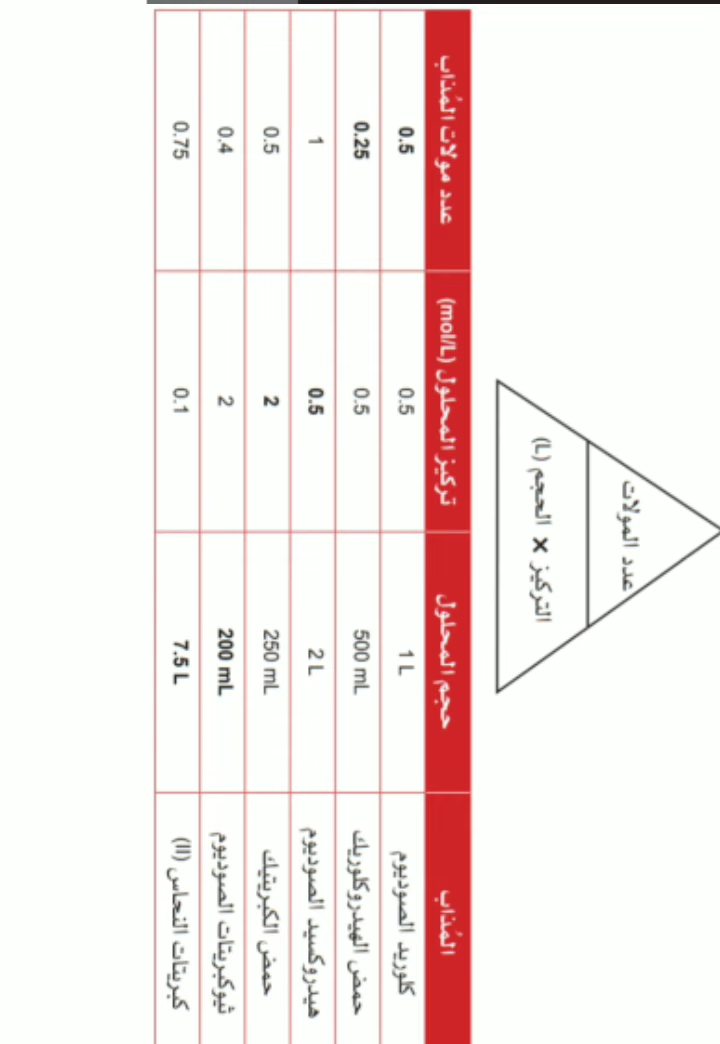 عدد المولات
التركيز × الحجم (L)
المُذاب حجم المحلول تركيز المحلول (mol/L) عدد مولات المُذاب
كلوريد الصوديوم 1 L 0.5 0.5
حمض الهيدروكلوريك 500 mL 0.5 0.25
هيدروكسيد الصوديوم 2 L 0.5 1
حمض الكبريتيك 250 mL 2 0.5
ثيوكبريتات الصوديوم 200 mL 2 0.4
كبريتات النحاس (II) 7.5 L 0.1 0.75